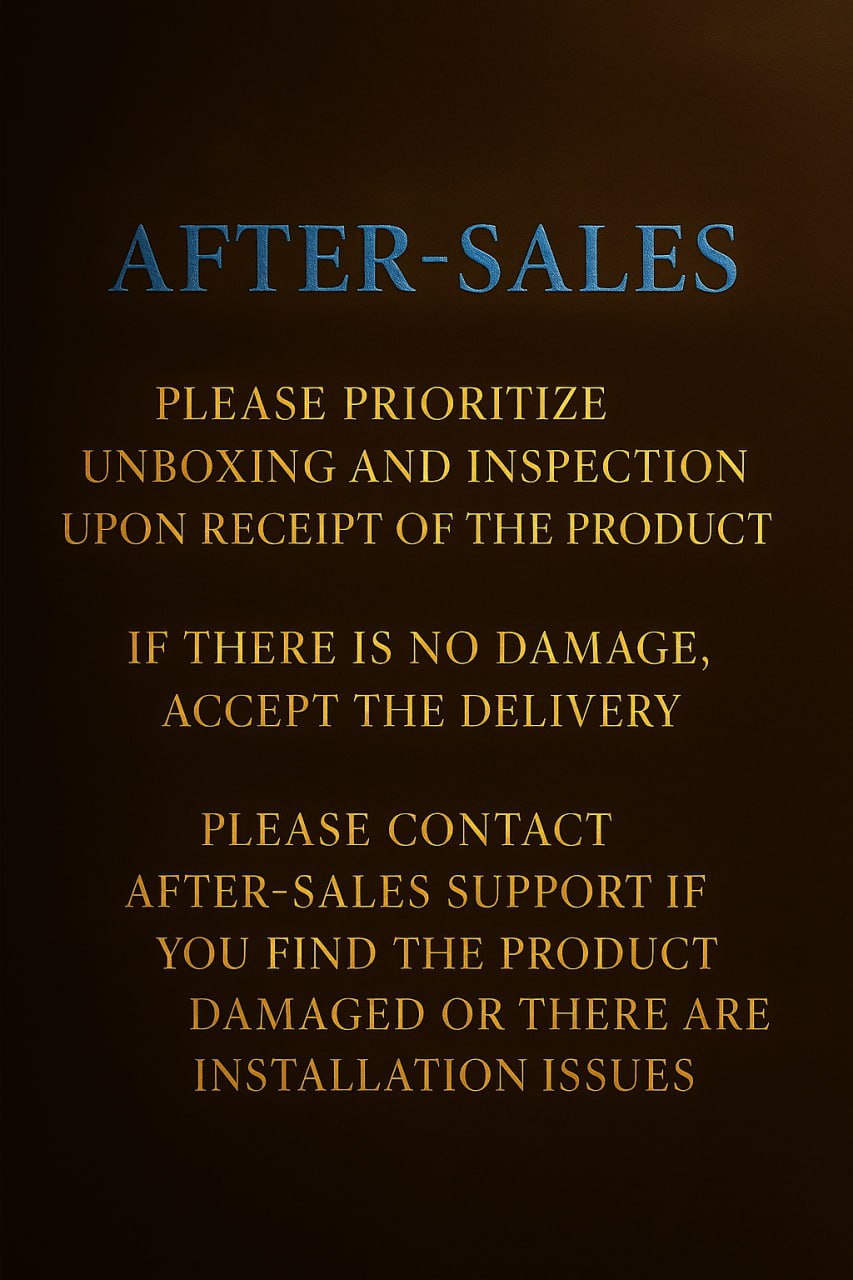 AFTER-SALES
PLEASE PRIORITIZE
UNBOXING AND INSPECTION
UPON RECEIPT OF THE PRODUCT
IF THERE IS NO DAMAGE,
ACCEPT THE DELIVERY
PLEASE CONTACT
AFTER-SALES SUPPORT IF
YOU FIND THE PRODUCT
DAMAGED OR THERE ARE
INSTALLATION ISSUES